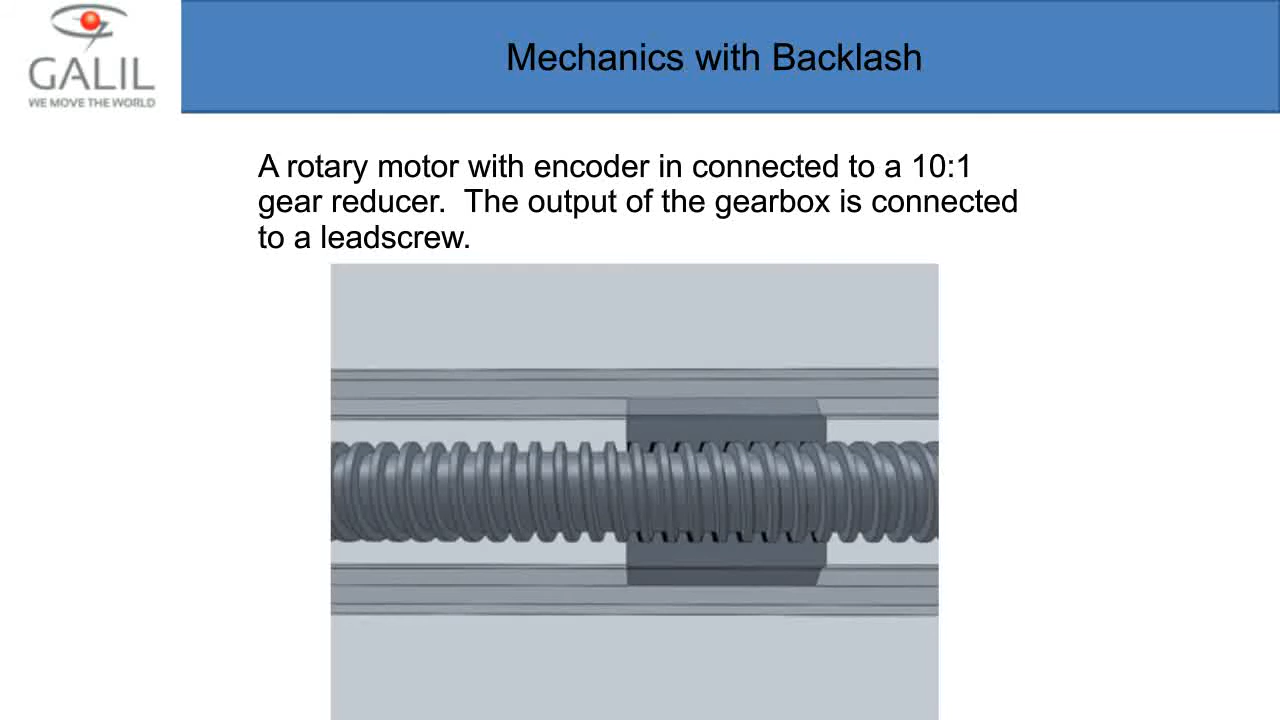 GALIL
WE MOVE THE WORLD
Mechanics with Backlash
A rotary motor with encoder in connected to a 10:1
gear reducer.  The output of the gearbox is connected
to a leadscrew.